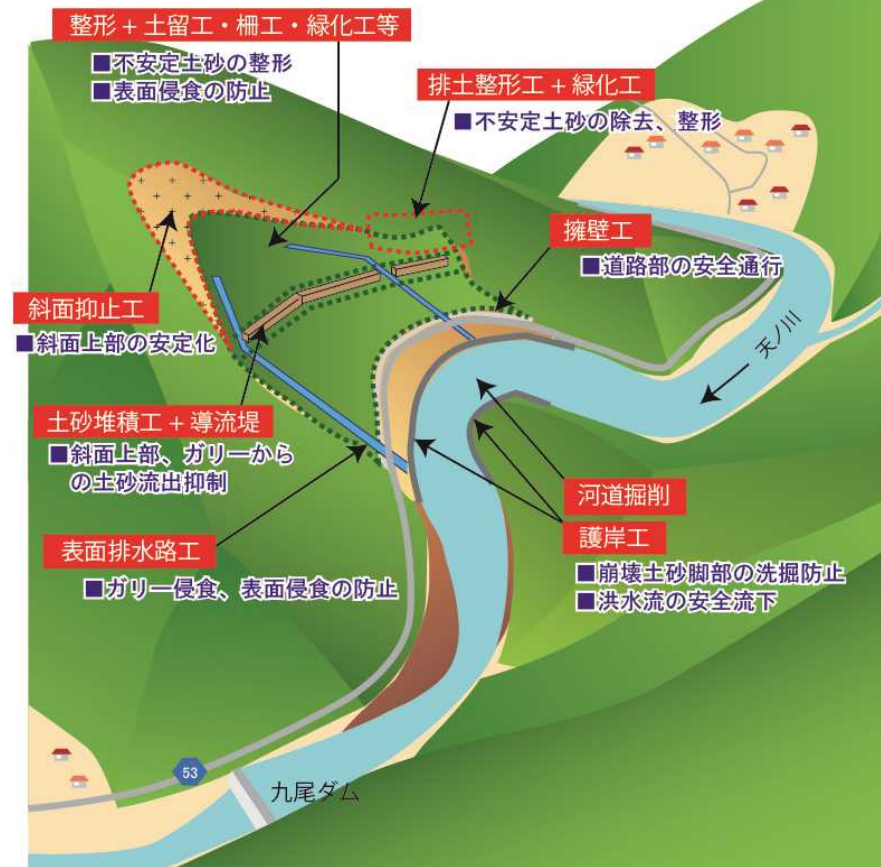 整形 + 土留工・柵工・緑化工等
■不安定土砂の整形
■表面侵食の防止
排土整形工 + 緑化工
■不安定土砂の除去、整形
擁壁工
■道路部の安全通行
斜面抑止工
■斜面上部の安定化
天ノ川
土砂堆積工 + 導流堤
■斜面上部、ガリーから
の土砂流出抑制
河道掘削
護岸工
■崩壊土砂脚部の洗掘防止
■洪水流の安全流下
表面排水路工
■ガリー侵食、表面侵食の防止
53
九尾ダム